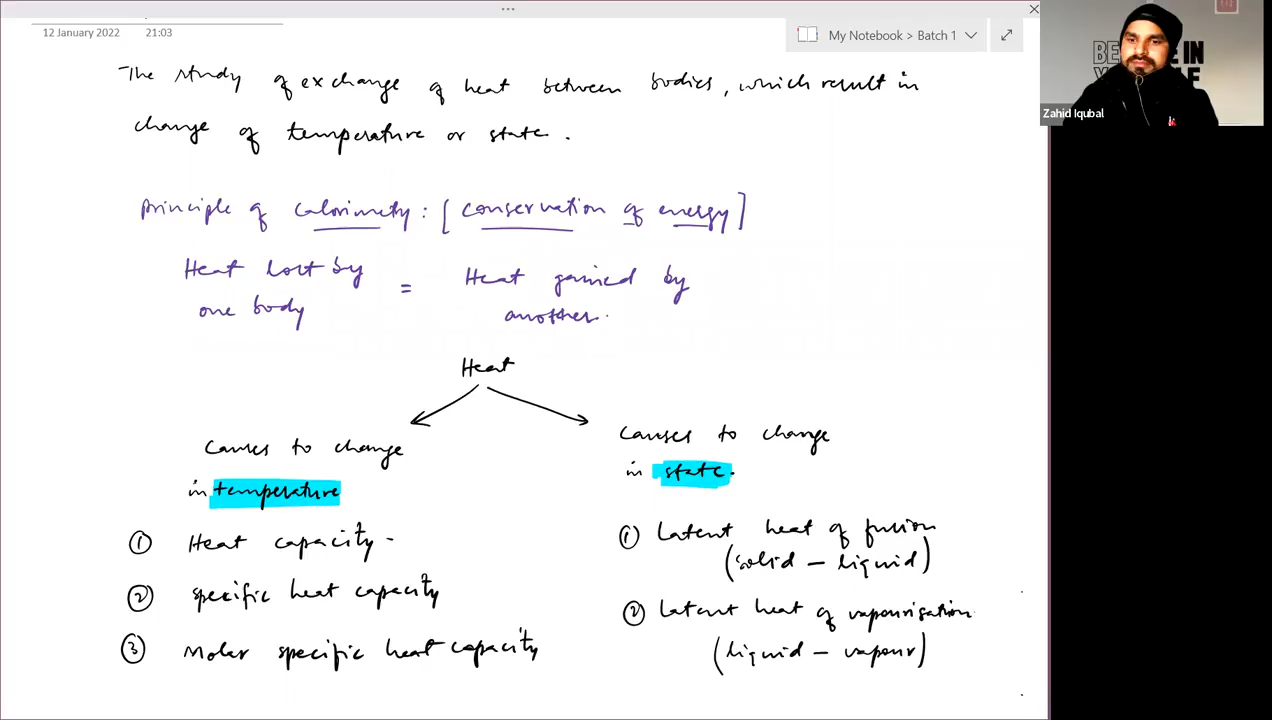 12 January 2022 21:03
My Notebook > Batch 1
Zahid Iqubal
The study of exchange of heat between bodies, which result in
change of temperature or state.
principle of calorimety: [conservation of energy]
Heat lost by
one body
=
Heat gained by
another.
Heat
Causes to change
in temperature
① Heat capacity-
② specific heat capacity
③ Molar specific heat capacity
Causes to change
in state.
① Latent heat of fusion
(solid - liquid)
② Latent heat of vapourisation
(liquid - vapour)